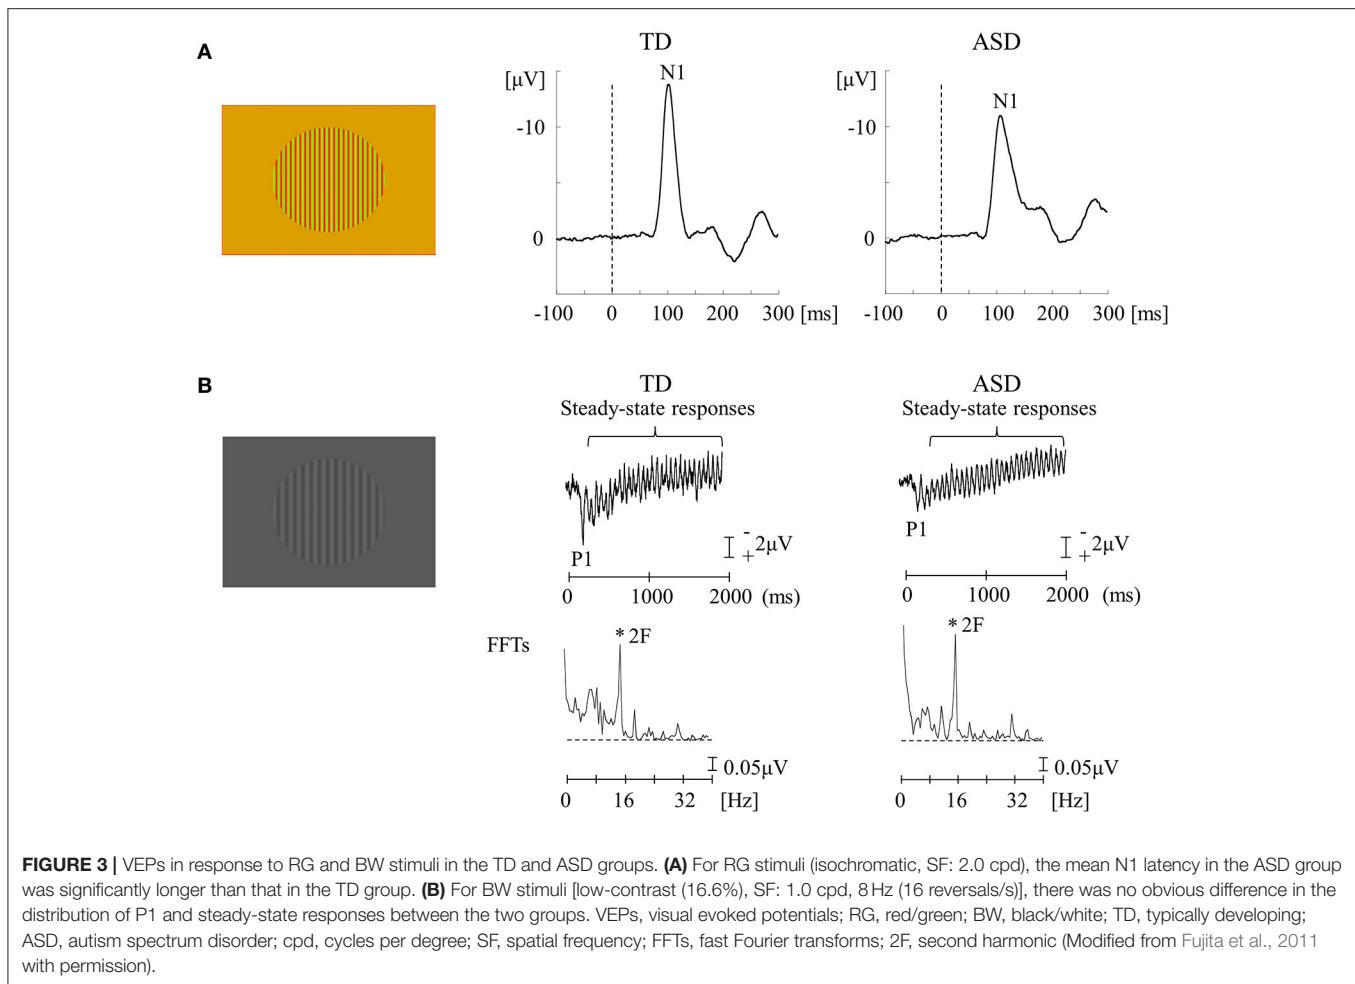 A
TD
ASD
[μV]
N1
-10
0
-100 0 100 200 300 [ms]
[μV]
N1
-10
0
-100 0 100 200 300 [ms]
B
TD
Steady-state responses
P1
-
+
2μV
0 1000 2000 (ms)
ASD
Steady-state responses
P1
-
+
2μV
0 1000 2000 (ms)
FFTs
* 2F
0.05μV
0 16 32 [Hz]
* 2F
0.05μV
0 16 32 [Hz]
FIGURE 3 | VEPs in response to RG and BW stimuli in the TD and ASD groups. (A) For RG stimuli (isochromatic, SF: 2.0 cpd), the mean N1 latency in the ASD group
was significantly longer than that in the TD group. (B) For BW stimuli [low-contrast (16.6%), SF: 1.0 cpd, 8 Hz (16 reversals/s)], there was no obvious difference in the
distribution of P1 and steady-state responses between the two groups. VEPs, visual evoked potentials; RG, red/green; BW, black/white; TD, typically developing;
ASD, autism spectrum disorder; cpd, cycles per degree; SF, spatial frequency; FFTs, fast Fourier transforms; 2F, second harmonic (Modified from Fujita et al., 2011
with permission).